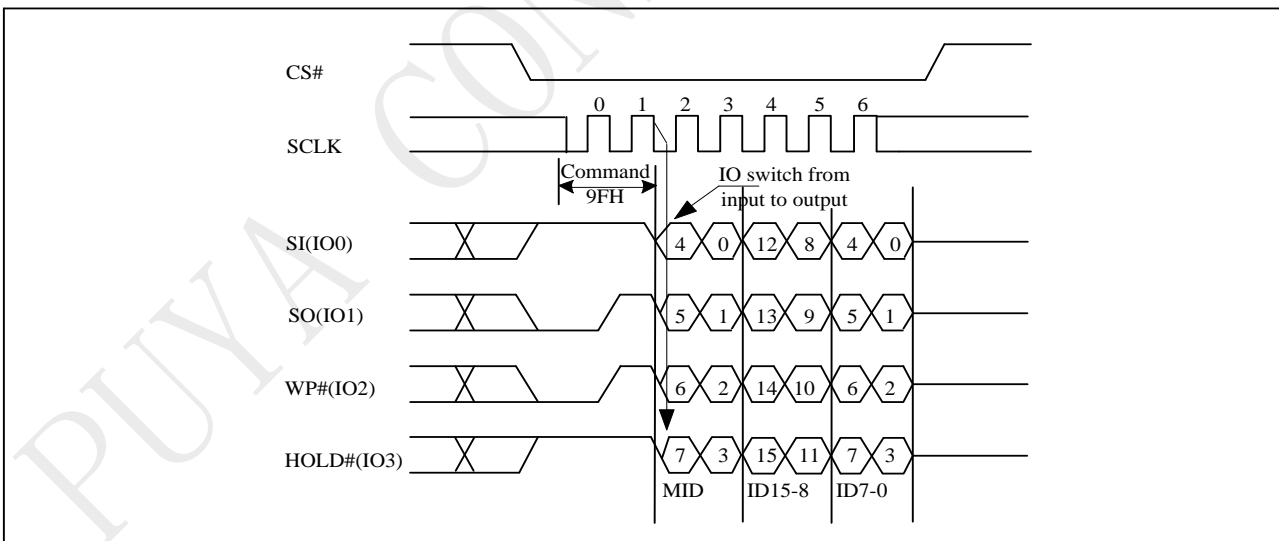 PUYA CON
CS#
0 1 2 3 4 5 6
SCLK
Command
9FH
IO switch from
input to output
SI(IO0)
4 0 12 8 4 0
SO(IO1)
5 1 13 9 5 1
WP#(IO2)
6 2 14 10 6 2
HOLD#(IO3)
7 3 15 11 7 3
MID ID15-8 ID7-0